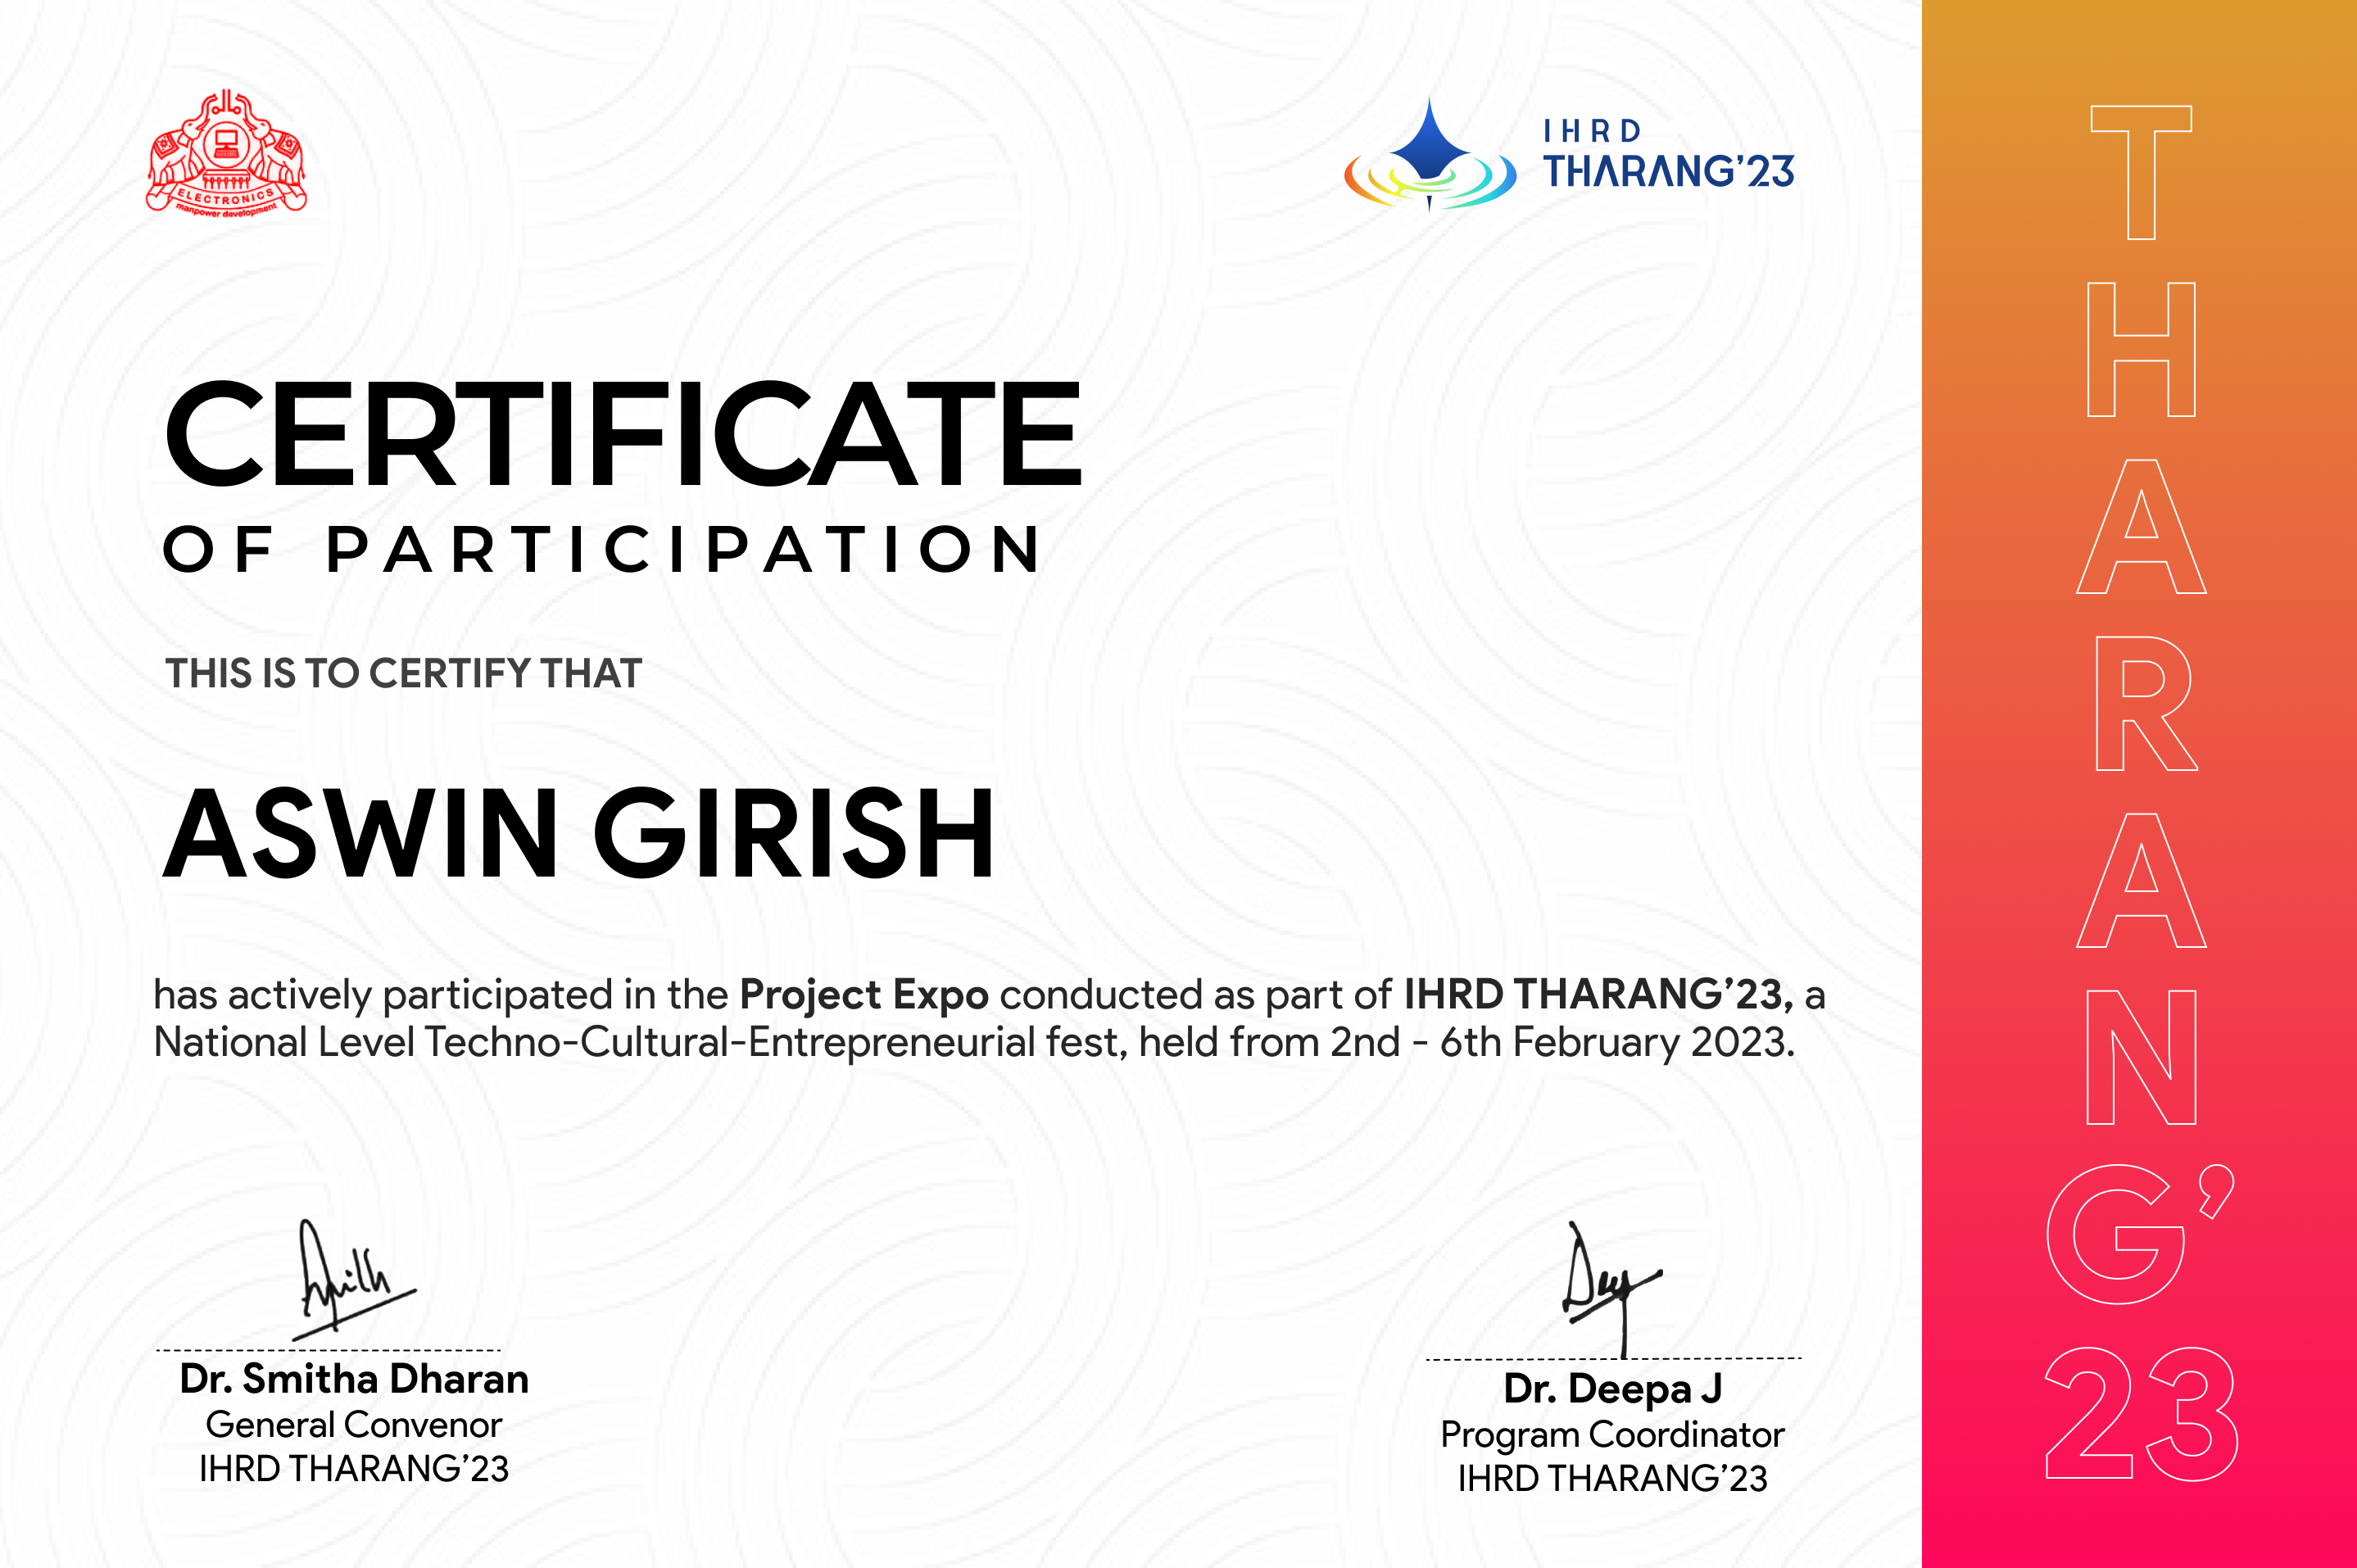 ELECTRONICS
manpower development
IHRD
THARANG’23
CERTIFICATE
OF PARTICIPATION
THIS IS TO CERTIFY THAT
ASWIN GIRISH
has actively participated in the Project Expo conducted as part of IHRD THARANG’23, a
National Level Techno-Cultural-Entrepreneurial fest, held from 2nd - 6th February 2023.
Dr. Smitha Dharan
General Convenor
IHRD THARANG’23
Dr. Deepa J
Program Coordinator
IHRD THARANG’23
THARANG’23